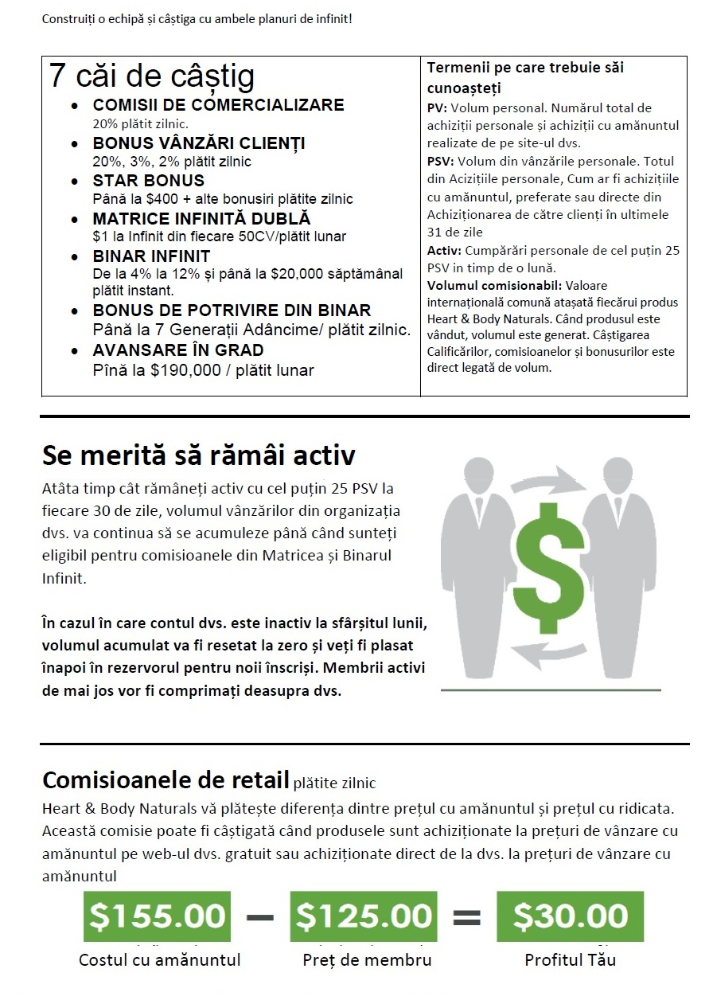 Construiți o echipă și câștiga cu ambele planuri de infinit!
7 căi de câștig
• COMISII DE COMERCIALIZARE
20% plătit zilnic.
• BONUS VÂNZĂRI CLIENȚI
20%, 3%, 2% plătit zilnic
• STAR BONUS
Până la $400 + alte bonusiri plătite zilnic
• MATRICE INFINITĂ DUBLĂ
$1 la Infinit din fiecare 50CV/plătit lunar
• BINAR INFINIT
De la 4% la 12% și până la $20,000 săptămânal
plătit instant.
• BONUS DE POTRIVIRE DIN BINAR
Până la 7 Generații Adâncime/ plătit zilnic.
• AVANSARE ÎN GRAD
Pînă la $190,000 / plătit lunar
Termenii pe care trebuie săi
cunoașteți
PV: Volum personal. Numărul total de
achiziții personale și achiziții cu amănuntul
realizate de pe site-ul dvs.
PSV: Volum din vânzările personale. Totul
din Acizițiile personale, Cum ar fi achizițiile
cu amănuntul, preferate sau directe din
Achiziționarea de către clienți în ultimele
31 de zile
Activ: Cumpărări personale de cel puțin 25
PSV in timp de o lună.
Volumul comisionabil: Valoare
internațională comună atașată fiecărui produs
Heart & Body Naturals. Când produsul este
vândut, volumul este generat. Câștigarea
Calificărilor, comisioanelor și bonusurilor este
direct legată de volum.
Se merită să rămâi activ
Atâta timp cât rămâneți activ cu cel puțin 25 PSV la
fiecare 30 de zile, volumul vânzărilor din organizația
dvs. va continua să se acumuleze până când sunteți
eligibil pentru comisioanele din Matricea și Binarul
Infinit.
În cazul în care contul dvs. este inactiv la sfârșitul lunii,
volumul acumulat va fi resetat la zero și veți fi plasat
înapoi în rezervorul pentru noii înscriși. Membrii activi
de mai jos vor fi comprimați deasupra dvs.
$
Comisioanele de retail plătite zilnic
Heart & Body Naturals vă plătește diferența dintre prețul cu amănuntul și prețul cu ridicata.
Această comisie poate fi câștigată când produsele sunt achiziționate la prețuri de vânzare cu
amănuntul pe web-ul dvs. gratuit sau achiziționate direct de la dvs. la prețuri de vânzare cu
amănuntul
$155.00 – $125.00 = $30.00
Costul cu amănuntul Preț de membru Profitul Tău